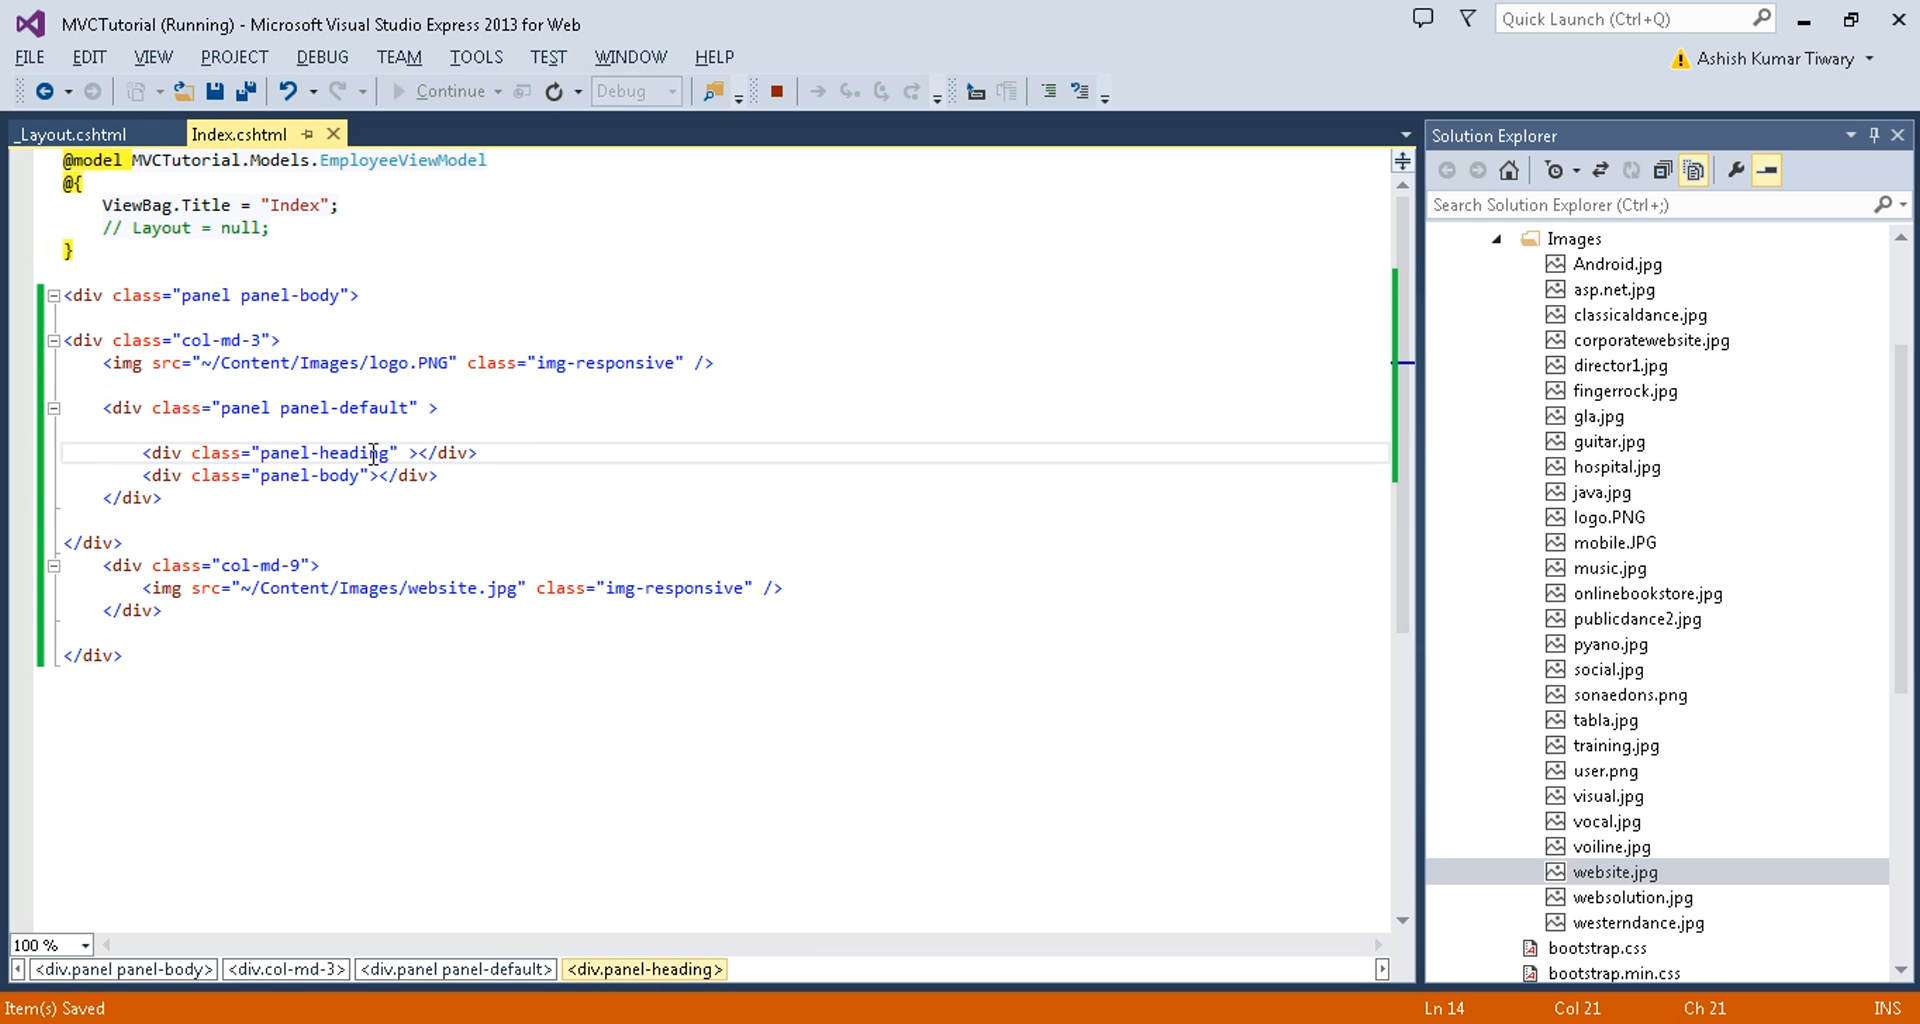 MVCTutorial (Running) - Microsoft Visual Studio Express 2013 for Web
Quick Launch (Ctrl+Q)
FILE EDIT VIEW PROJECT DEBUG TEAM TOOLS TEST WINDOW HELP
Ashish Kumar Tiwary
Continue Debug
_Layout.cshtml Index.cshtml
@model MVCTutorial.Models.EmployeeViewModel
@{
ViewBag.Title = "Index";
// Layout = null;
}
<div class="panel panel-body">
<div class="col-md-3">
<img src="~/Content/Images/logo.PNG" class="img-responsive" />
<div class="panel panel-default" >
<div class="panel-heading" ></div>
<div class="panel-body"></div>
</div>
</div>
<div class="col-md-9">
<img src="~/Content/Images/website.jpg" class="img-responsive" />
</div>
</div>
100 %
<div.panel panel-body> <div.col-md-3> <div.panel panel-default> <div.panel-heading>
Solution Explorer
Search Solution Explorer (Ctrl+;)
Images
Android.jpg
asp.net.jpg
classicaldance.jpg
corporatewebsite.jpg
director1.jpg
fingerrock.jpg
gla.jpg
guitar.jpg
hospital.jpg
java.jpg
logo.PNG
mobile.JPG
music.jpg
onlinebookstore.jpg
publicdance2.jpg
pyano.jpg
social.jpg
sonaedons.png
tabla.jpg
training.jpg
user.png
visual.jpg
vocal.jpg
voiline.jpg
website.jpg
websolution.jpg
westerndance.jpg
bootstrap.css
bootstrap.min.css
Item(s) Saved Ln 14 Col 21 Ch 21 INS